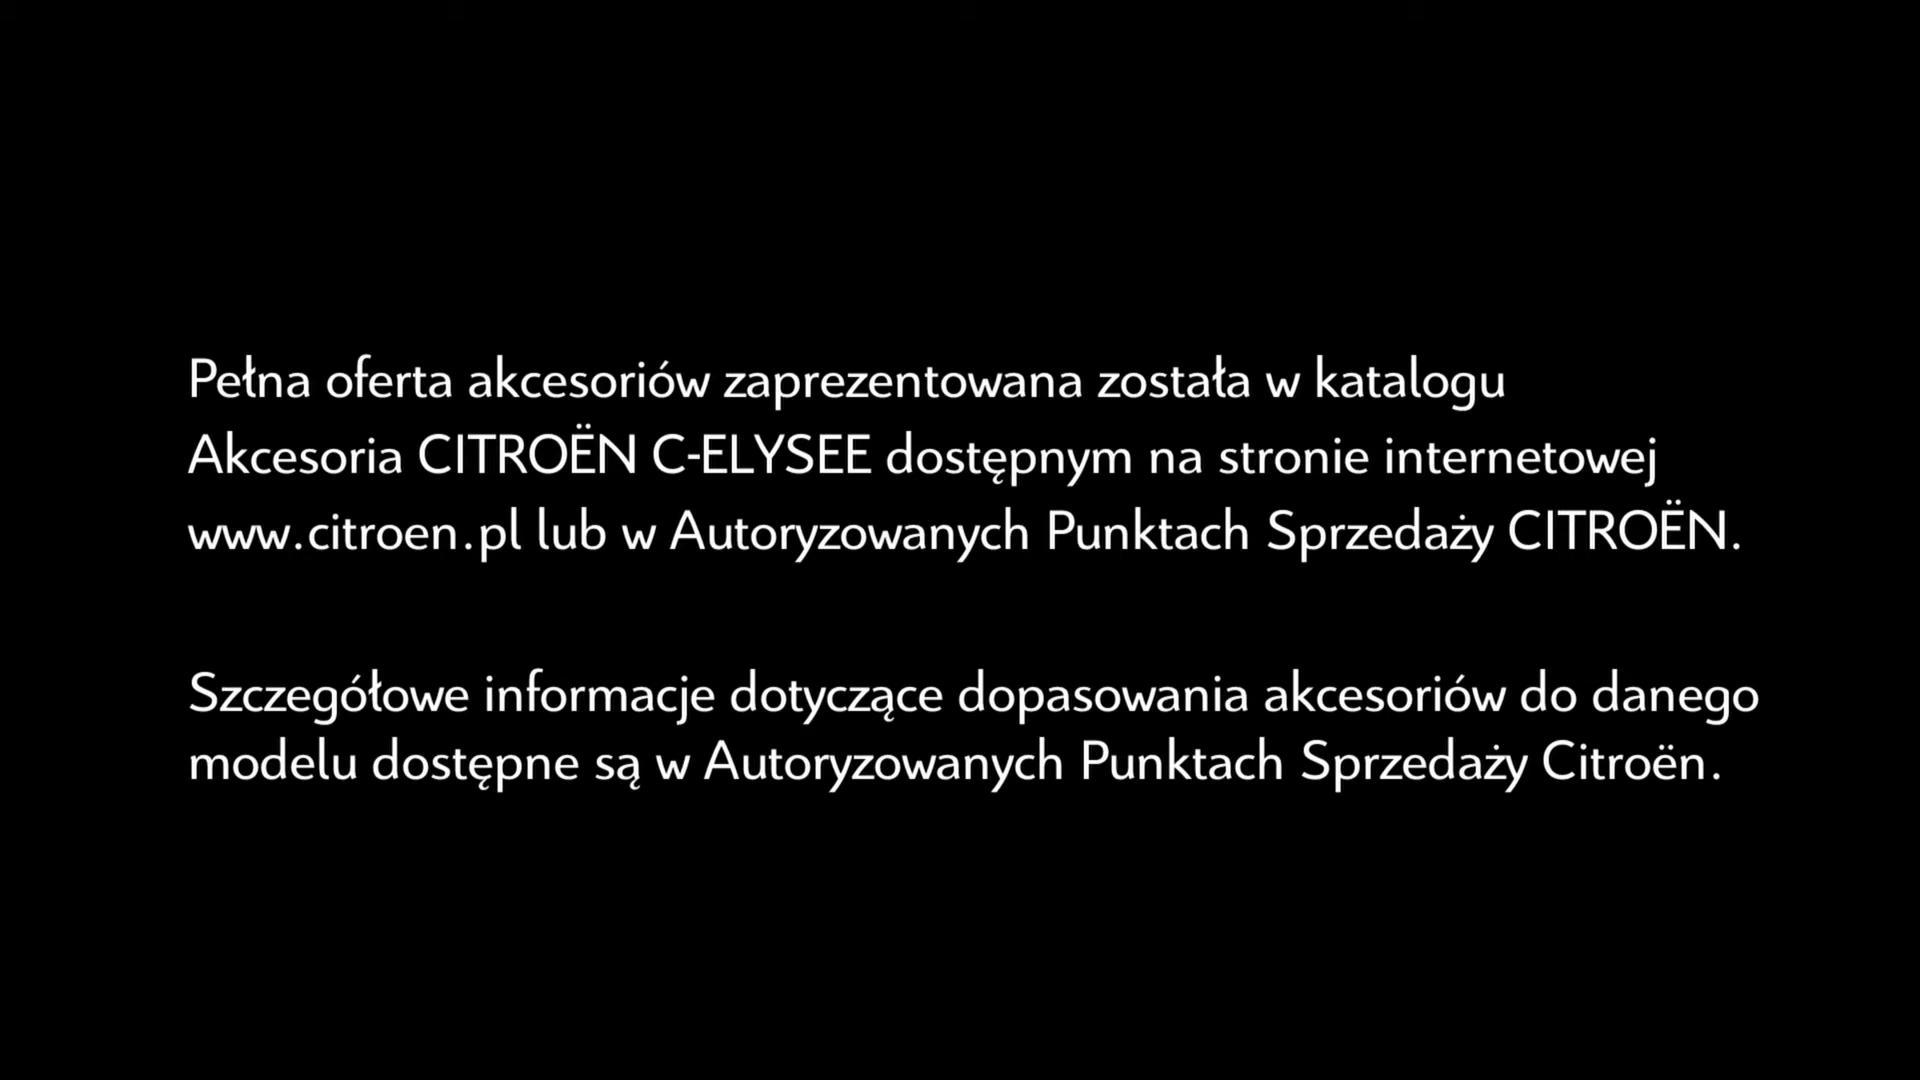 Pełna oferta akcesoriów zaprezentowana została w katalogu
Akcesoria CITROËN C-ELYSEE dostępnym na stronie internetowej
www.citroen.pl lub w Autoryzowanych Punktach Sprzedaży CITROËN.
Szczegółowe informacje dotyczące dopasowania akcesoriów do danego
modelu dostępne są w Autoryzowanych Punktach Sprzedaży Citroën.